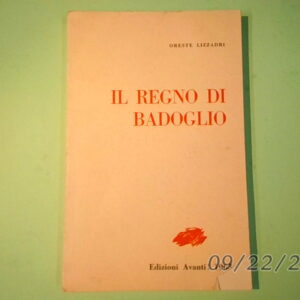 ORESTE LIZZADRI
IL REGNO DI
BADOGLIO
Edizioni Avanti!
09/22/2